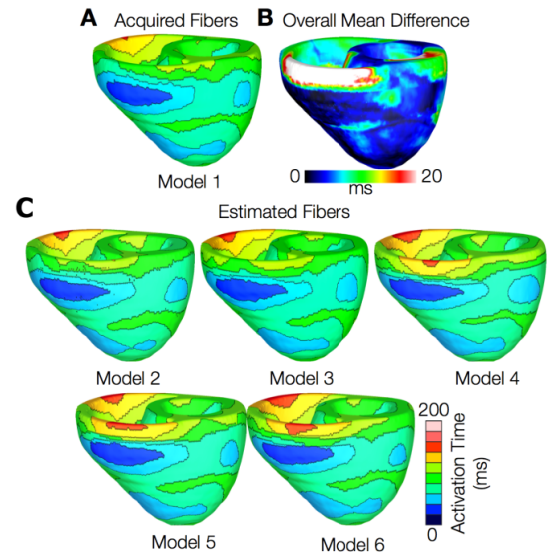 A Acquired Fibers
B Overall Mean Difference
Model 1
0 20
ms
C
Estimated Fibers
Model 2 Model 3 Model 4
200
Activation Time
(ms)
0
Model 5 Model 6